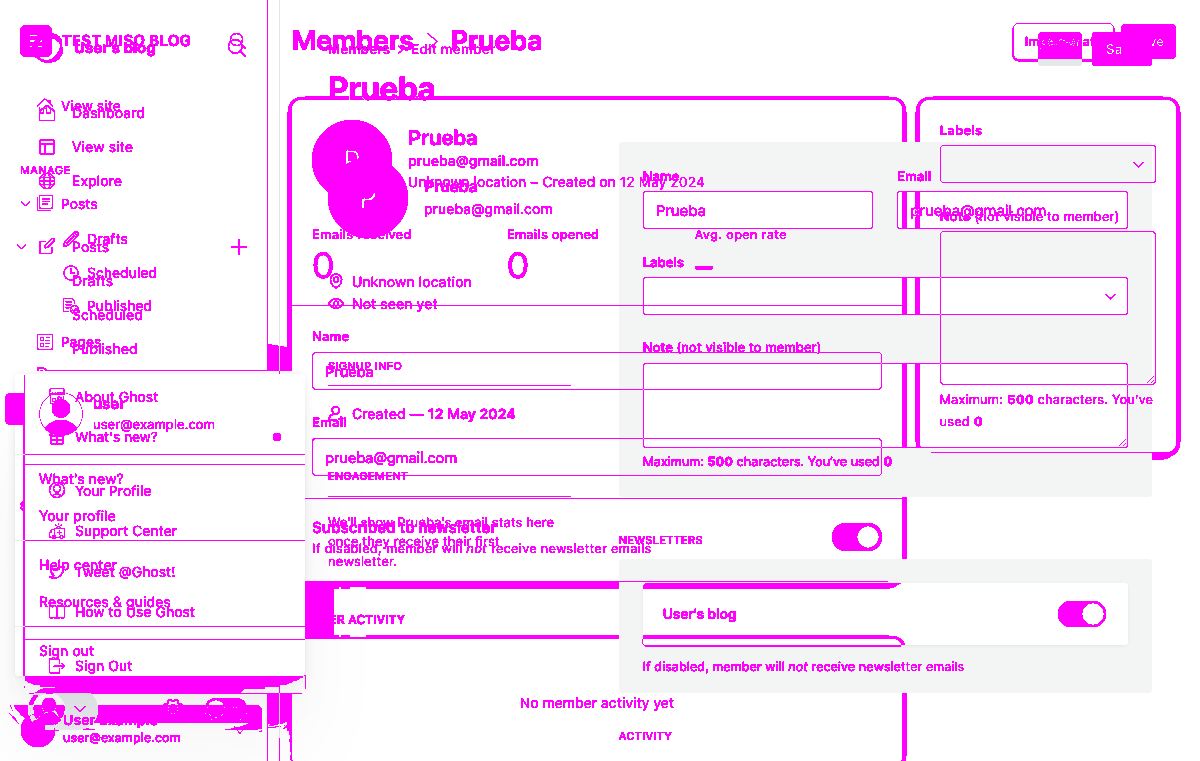 TEST MISO BLOG
User's blog
View site
Dashboard
View site
MANAGE
Explore
Posts
Drafts
Posts
Scheduled
Drafts
Published
Scheduled
Pages
Published
About Ghost
user
user@example.com
What's new?
What's new?
Your Profile
Your profile
Support Center
Help center
Tweet @Ghost!
Resources & guides
How to Use Ghost
Sign out
Sign Out
User Example
user@example.com
Members > Prueba
Members > Edit member
Prueba
P
Prueba
prueba@gmail.com
Unknown location – Created on 12 May 2024
P
Prueba
prueba@gmail.com
Emails received
Emails opened
Avg. open rate
0
0
Unknown location
Not seen yet
Name
SIGNUP INFO
Prueba
Created — 12 May 2024
Email
prueba@gmail.com
ENGAGEMENT
We'll show Prueba's email stats here
once they receive their first
newsletter.
Subscribed to newsletter
If disabled, member will not receive newsletter emails
ER ACTIVITY
No member activity yet
Name
Prueba
Email
prueba@gmail.com
Labels
Note (not visible to member)
Maximum: 500 characters. You've used 0
NEWSLETTERS
User's blog
If disabled, member will not receive newsletter emails
ACTIVITY
Labels
Note (not visible to member)
Maximum: 500 characters. You've
used 0